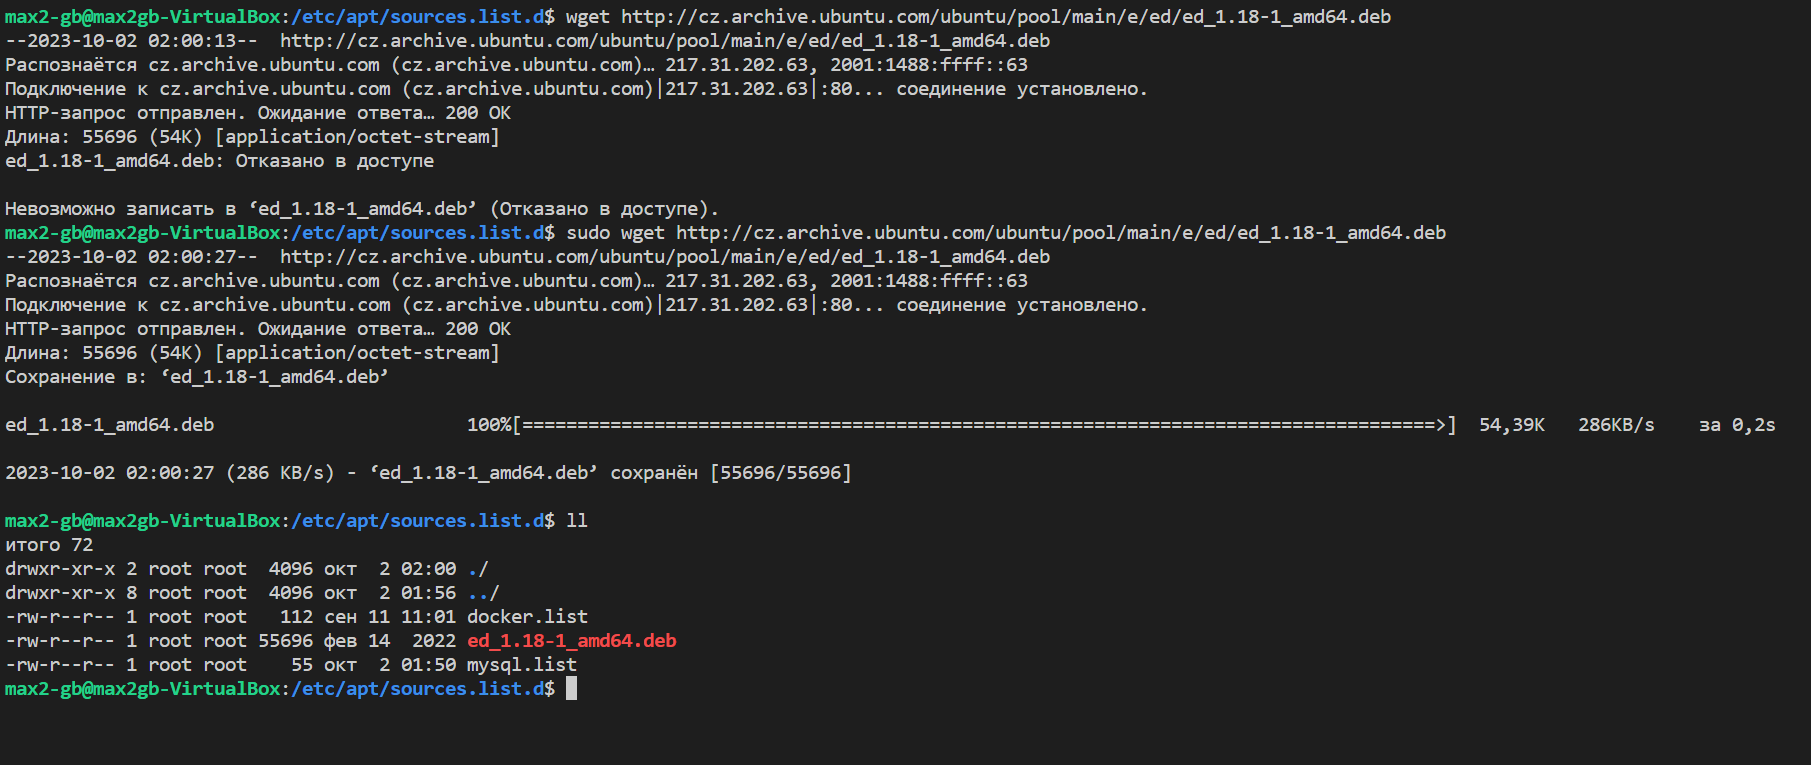 max2-gb@max2gb-VirtualBox:/etc/apt/sources.list.d$ wget http://cz.archive.ubuntu.com/ubuntu/pool/main/e/ed/ed_1.18-1_amd64.deb
--2023-10-02 02:00:13--  http://cz.archive.ubuntu.com/ubuntu/pool/main/e/ed/ed_1.18-1_amd64.deb
Распознаётся cz.archive.ubuntu.com (cz.archive.ubuntu.com)… 217.31.202.63, 2001:1488:ffff::63
Подключение к cz.archive.ubuntu.com (cz.archive.ubuntu.com)|217.31.202.63|:80... соединение установлено.
HTTP-запрос отправлен. Ожидание ответа… 200 OK
Длина: 55696 (54K) [application/octet-stream]
ed_1.18-1_amd64.deb: Отказано в доступе

Невозможно записать в ‘ed_1.18-1_amd64.deb’ (Отказано в доступе).
max2-gb@max2gb-VirtualBox:/etc/apt/sources.list.d$ sudo wget http://cz.archive.ubuntu.com/ubuntu/pool/main/e/ed/ed_1.18-1_amd64.deb
--2023-10-02 02:00:27--  http://cz.archive.ubuntu.com/ubuntu/pool/main/e/ed/ed_1.18-1_amd64.deb
Распознаётся cz.archive.ubuntu.com (cz.archive.ubuntu.com)… 217.31.202.63, 2001:1488:ffff::63
Подключение к cz.archive.ubuntu.com (cz.archive.ubuntu.com)|217.31.202.63|:80... соединение установлено.
HTTP-запрос отправлен. Ожидание ответа… 200 OK
Длина: 55696 (54K) [application/octet-stream]
Сохранение в: ‘ed_1.18-1_amd64.deb’

ed_1.18-1_amd64.deb                       100%[===================================================================================>]  54,39K   286KB/s    за 0,2s

2023-10-02 02:00:27 (286 KB/s) - ‘ed_1.18-1_amd64.deb’ сохранён [55696/55696]

max2-gb@max2gb-VirtualBox:/etc/apt/sources.list.d$ ll
итого 72
drwxr-xr-x 2 root root  4096 окт  2 02:00 ./
drwxr-xr-x 8 root root  4096 окт  2 01:56 ../
-rw-r--r-- 1 root root   112 сен 11 11:01 docker.list
-rw-r--r-- 1 root root 55696 фев 14  2022 ed_1.18-1_amd64.deb
-rw-r--r-- 1 root root    55 окт  2 01:50 mysql.list
max2-gb@max2gb-VirtualBox:/etc/apt/sources.list.d$